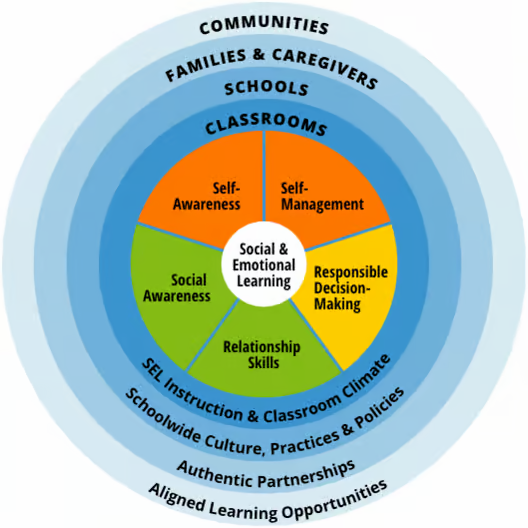 COMMUNITIES
FAMILIES & CAREGIVERS
SCHOOLS
CLASSROOMS
Self-
Awareness
Self-
Management
Social &
Emotional
Learning
Social
Awareness
Responsible
Decision-
Making
Relationship
Skills
SEL Instruction & Classroom Climate
Schoolwide Culture, Practices & Policies
Authentic Partnerships
Aligned Learning Opportunities